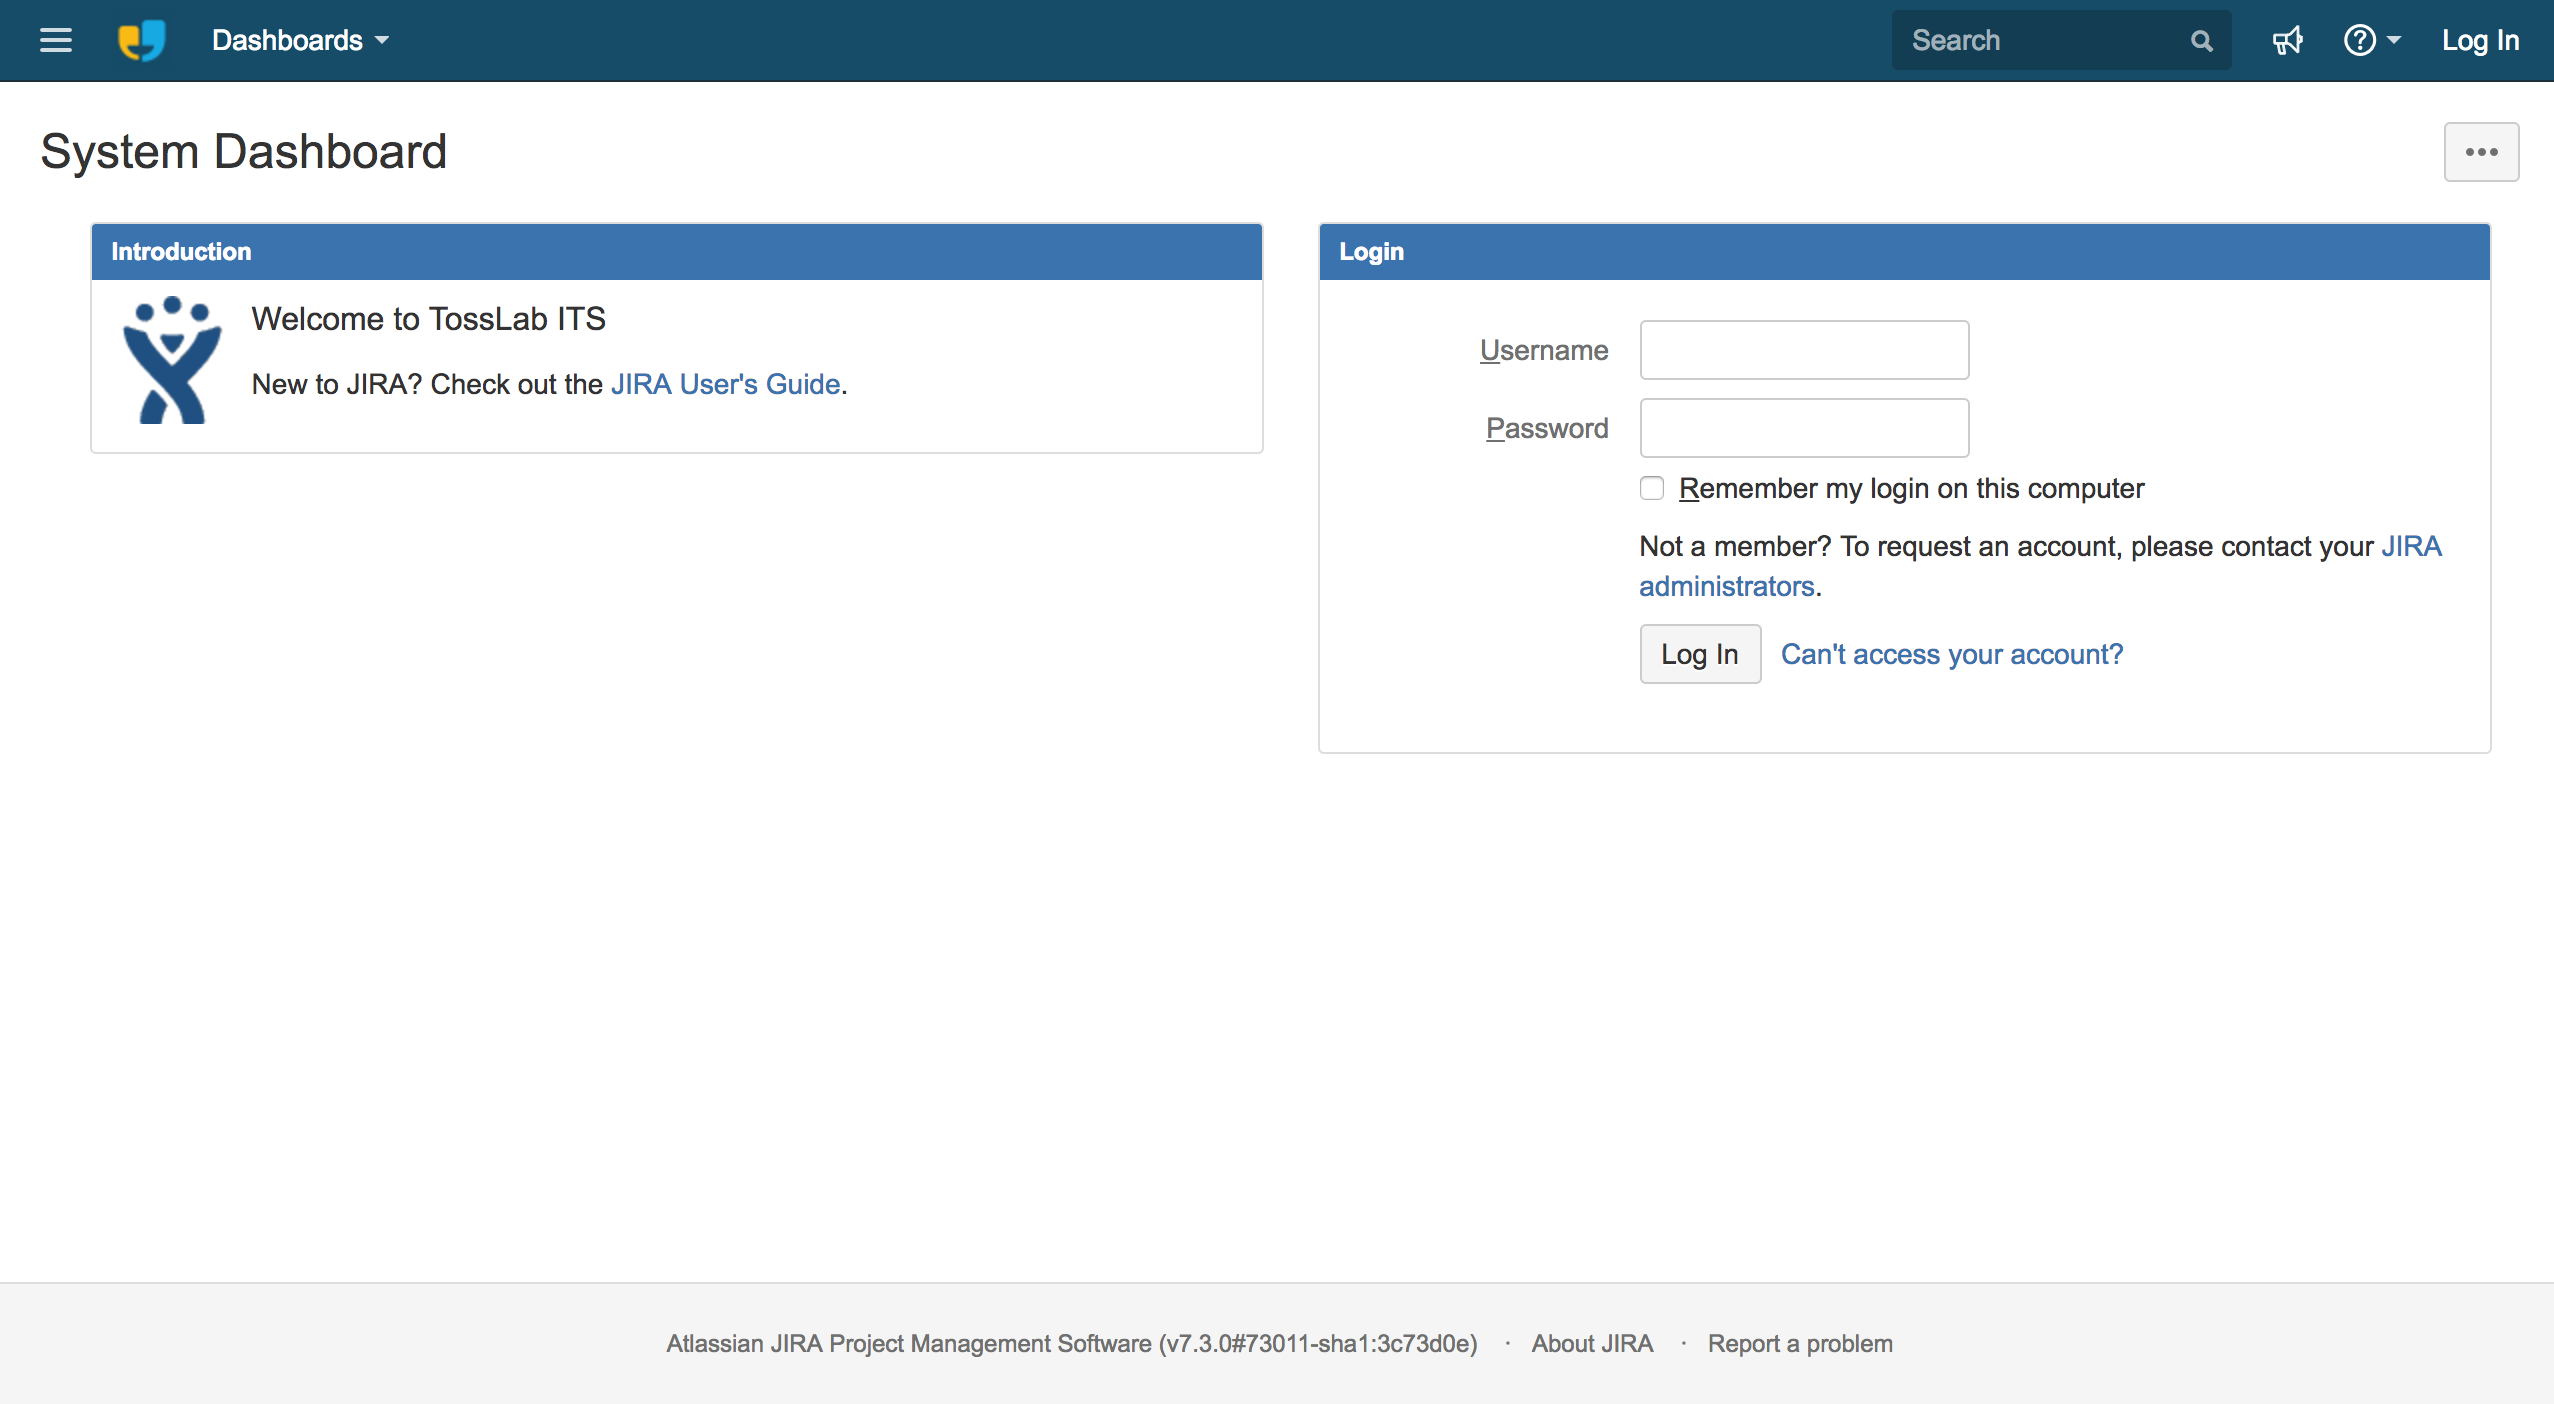 Dashboards
Search
Log In
System Dashboard
Introduction
Welcome to TossLab ITS
New to JIRA? Check out the JIRA User's Guide.
Login
Username
Password
Remember my login on this computer
Not a member? To request an account, please contact your JIRA
administrators.
Log In Can't access your account?
Atlassian JIRA Project Management Software (v7.3.0#73011-sha1:3c73d0e) · About JIRA · Report a problem